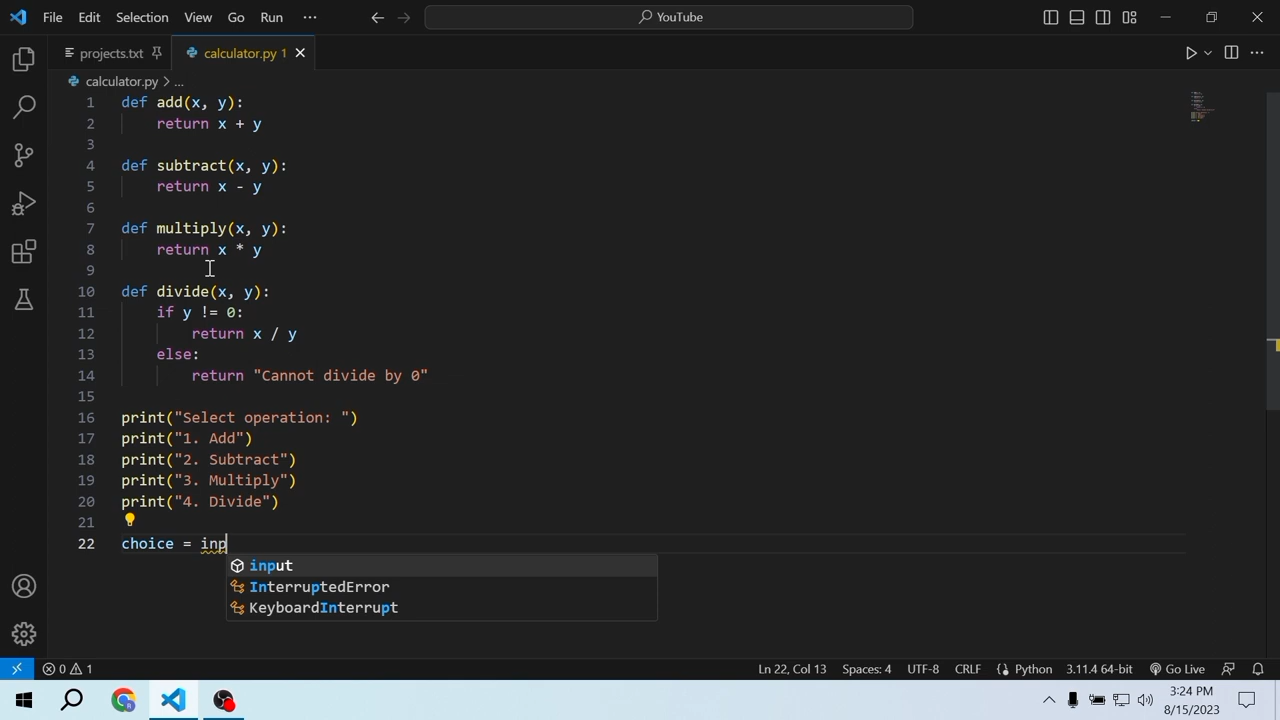 File Edit Selection View Go Run ··· YouTube
projects.txt calculator.py 1
calculator.py > ...
1 def add(x, y):
2 return x + y
3
4 def subtract(x, y):
5 return x - y
6
7 def multiply(x, y):
8 return x * y
9
10 def divide(x, y):
11 if y != 0:
12 return x / y
13 else:
14 return "Cannot divide by 0"
15
16 print("Select operation: ")
17 print("1. Add")
18 print("2. Subtract")
19 print("3. Multiply")
20 print("4. Divide")
21
22 choice = inp
input
InterruptedError
KeyboardInterrupt
0 1 Ln 22, Col 13 Spaces: 4 UTF-8 CRLF Python 3.11.4 64-bit Go Live
3:24 PM
8/15/2023